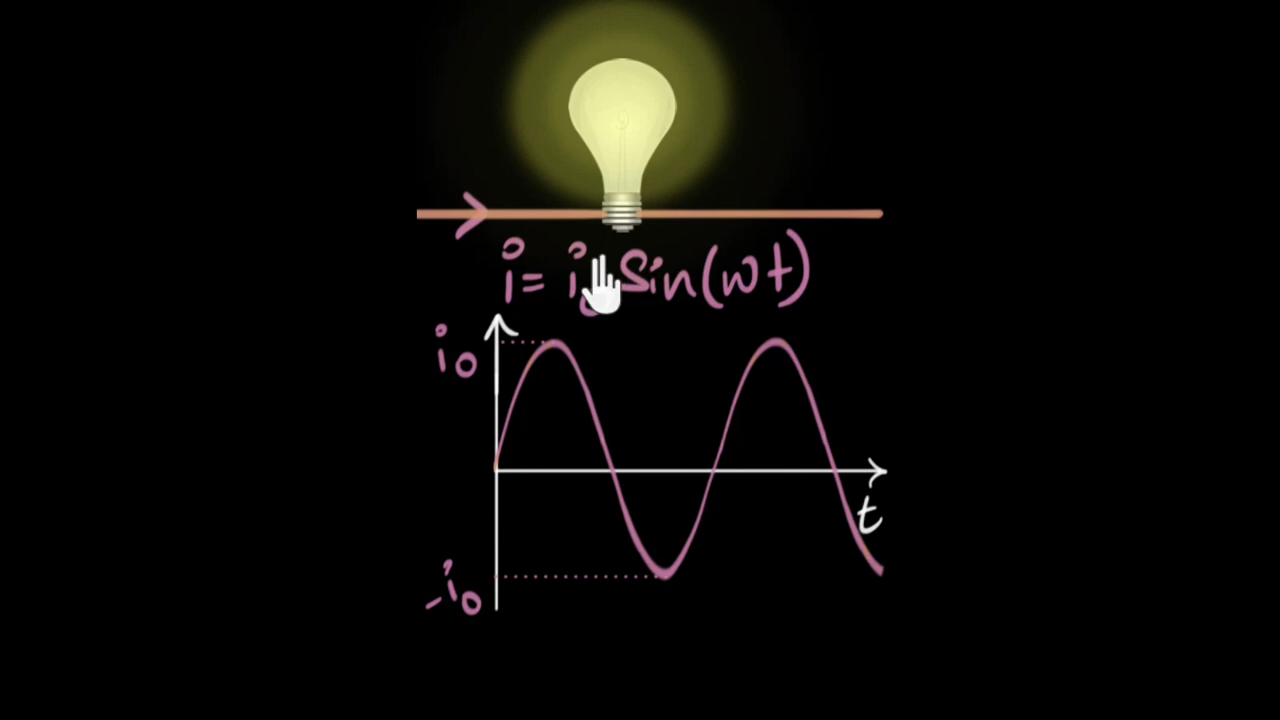 i = i₀ Sin(ωt)
i₀
t
-i₀